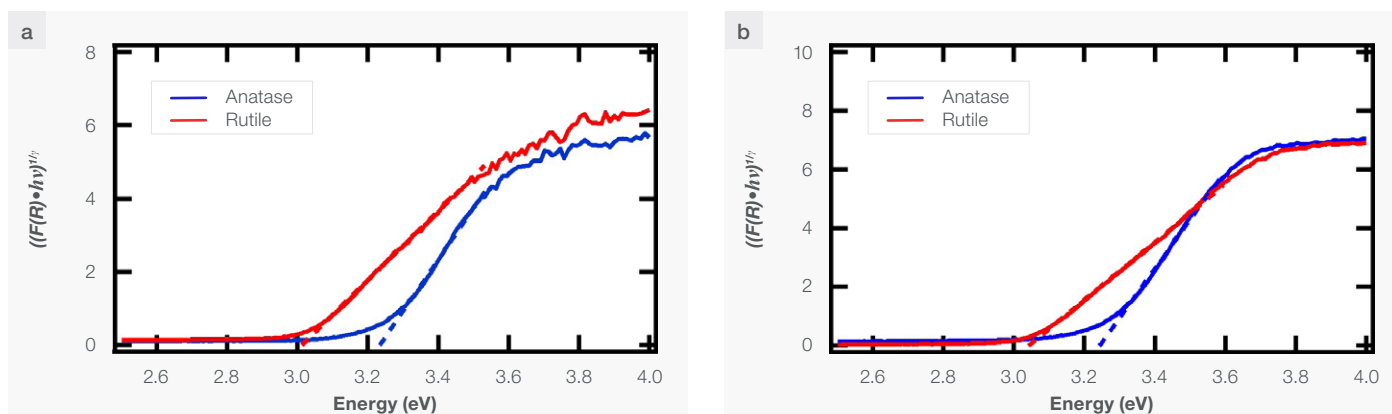 a
8
6
4
2
0
((F(R)•hν)^1/γ
Anatase
Rutile
2.6 2.8 3.0 3.2 3.4 3.6 3.8 4.0
Energy (eV)
b
10
8
6
4
2
0
((F(R)•hν)^1/γ
Anatase
Rutile
2.6 2.8 3.0 3.2 3.4 3.6 3.8 4.0
Energy (eV)